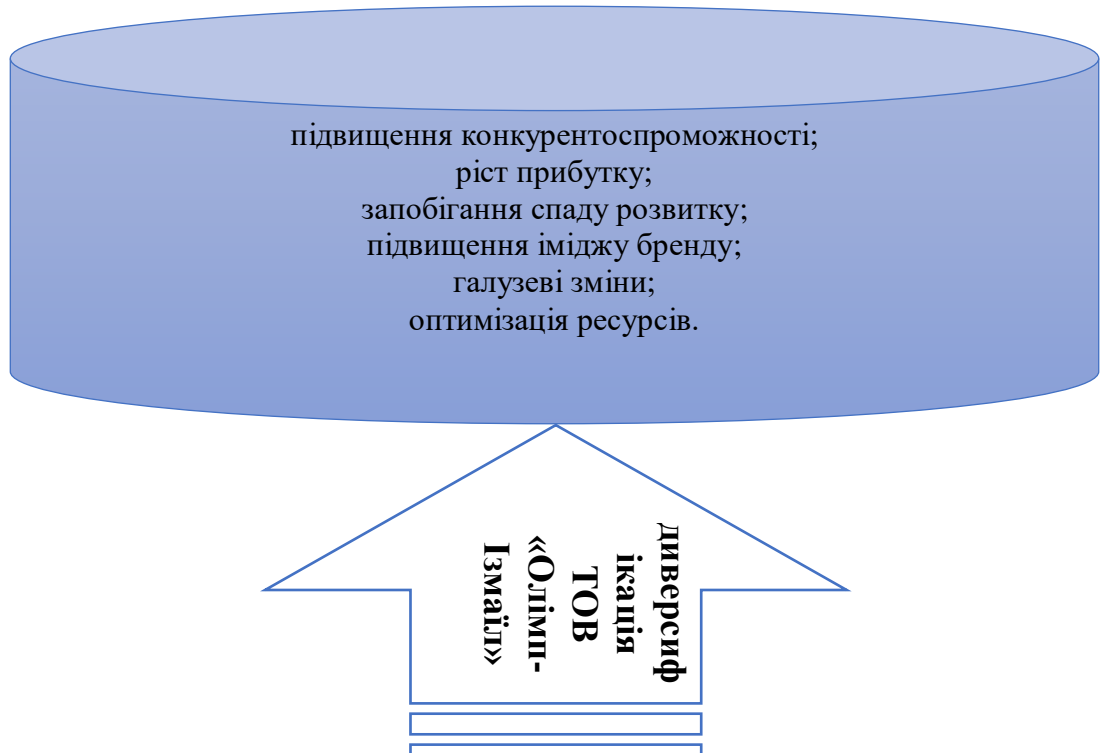 підвищення конкурентоспроможності;
ріст прибутку;
запобігання спаду розвитку;
підвищення іміджу бренду;
галузеві зміни;
оптимізація ресурсів.
диверсиф
ікація
ТОВ
«Олімп-
Ізмаїл»